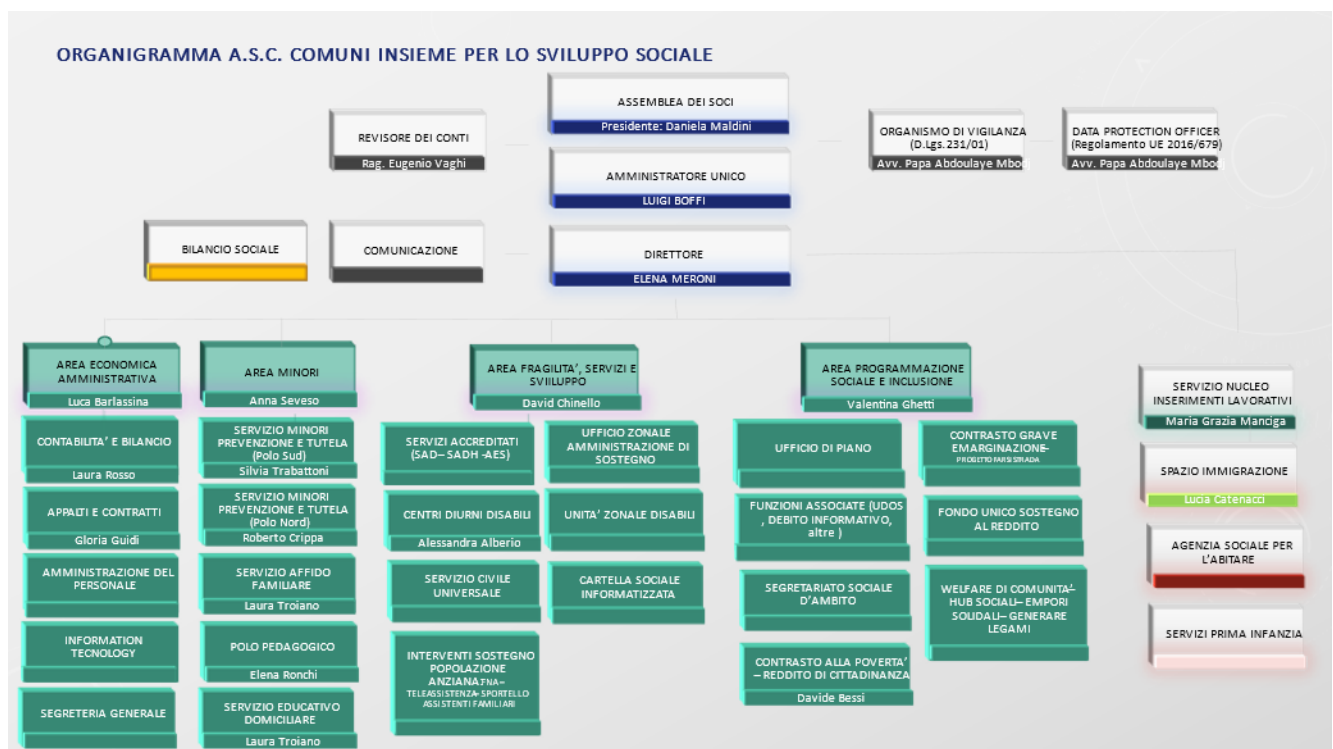 ORGANIGRAMMA A.S.C. COMUNI INSIEME PER LO SVILUPPO SOCIALE
ASSEMBLEA DEI SOCI
Presidente: Daniela Maldini
REVISORE DEI CONTI
Rag. Eugenio Vaghi
ORGANISMO DI VIGILANZA
(D.Lgs.231/01)
Avv. Papa Abdoulaye Mbodj
DATA PROTECTION OFFICER
(Regolamento UE 2016/679)
Avv. Papa Abdoulaye Mbodj
AMMINISTRATORE UNICO
LUIGI BOFFI
BILANCIO SOCIALE
COMUNICAZIONE
DIRETTORE
ELENA MERONI
AREA ECONOMICA
AMMINISTRATIVA
Luca Barlassina
CONTABILITA' E BILANCIO
Laura Rosso
APPALTI E CONTRATTI
Gloria Guidi
AMMINISTRAZIONE DEL
PERSONALE
INFORMATION
TECNOLOGY
SEGRETERIA GENERALE
AREA MINORI
Anna Seveso
SERVIZIO MINORI
PREVENZIONE E TUTELA
(Polo Sud)
Silvia Trabattoni
SERVIZIO MINORI
PREVENZIONE E TUTELA
(Polo Nord)
Roberto Crippa
SERVIZIO AFFIDO
FAMILIARE
Laura Troiano
POLO PEDAGOGICO
Elena Ronchi
SERVIZIO EDUCATIVO
DOMICILIARE
Laura Troiano
AREA FRAGILITA', SERVIZI E
SVIILUPPO
David Chinello
SERVIZI ACCREDITATI
(SAD– SADH -AES)
CENTRI DIURNI DISABILI
Alessandra Alberio
SERVIZIO CIVILE
UNIVERSALE
INTERVENTI SOSTEGNO
POPOLAZIONE
ANZIANA:FNA–
TELEASSISTENZA– SPORTELLO
ASSISTENTI FAMILIARI
UFFICIO ZONALE
AMMINISTRAZIONE DI
SOSTEGNO
UNITA' ZONALE DISABILI
CARTELLA SOCIALE
INFORMATIZZATA
AREA PROGRAMMAZIONE
SOCIALE E INCLUSIONE
Valentina Ghetti
UFFICIO DI PIANO
FUNZIONI ASSOCIATE (UDOS
, DEBITO INFORMATIVO,
altre )
SEGRETARIATO SOCIALE
D'AMBITO
CONTRASTO ALLA POVERTA'
– REDDITO DI CITTADINANZA
Davide Bessi
CONTRASTO GRAVE
EMARGINAZIONE–
PROGETTO FARSI STRADA
FONDO UNICO SOSTEGNO
AL REDDITO
WELFARE DI COMUNITA'–
HUB SOCIALI– EMPORI
SOLIDALI– GENERARE
LEGAMI
SERVIZIO NUCLEO
INSERIMENTI LAVORATIVI
Maria Grazia Manciga
SPAZIO IMMIGRAZIONE
Lucia Catenacci
AGENZIA SOCIALE PER
L'ABITARE
SERVIZI PRIMA INFANZIA